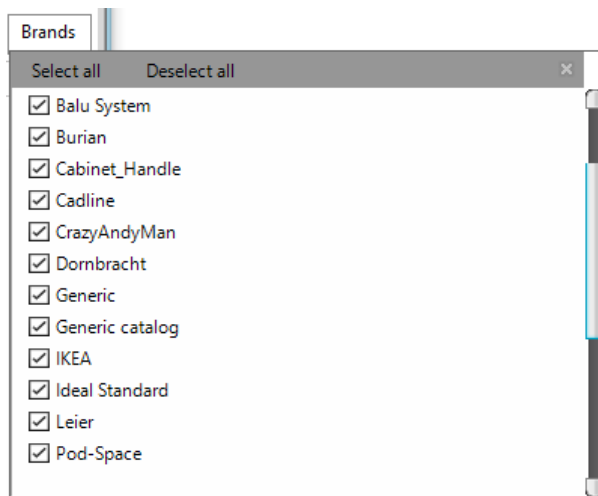 Brands
Select all Deselect all
Balu System
Burian
Cabinet_Handle
Cadline
CrazyAndyMan
Dornbracht
Generic
Generic catalog
IKEA
Ideal Standard
Leier
Pod-Space